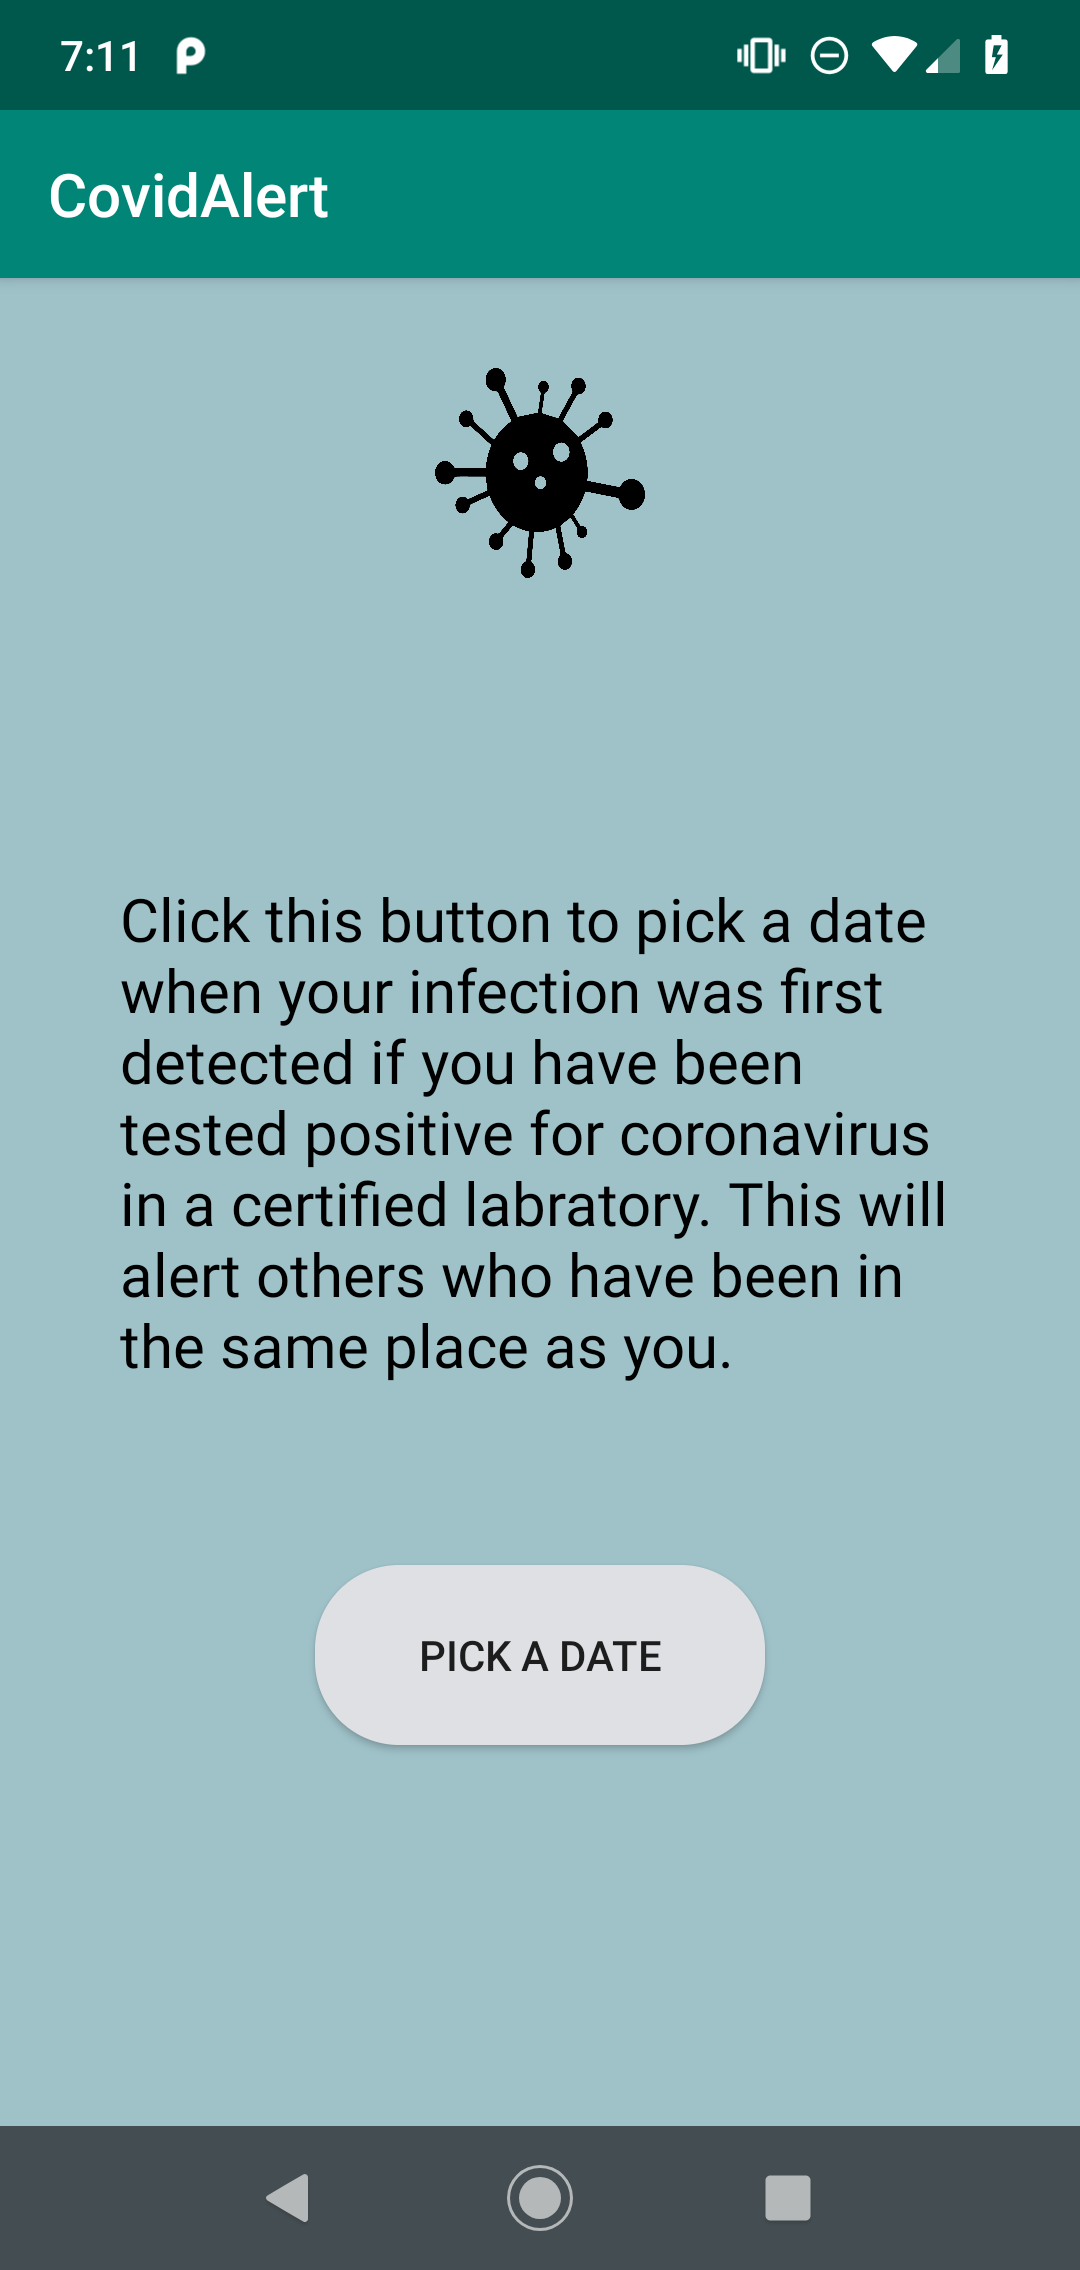 7:11
CovidAlert
Click this button to pick a date
when your infection was first
detected if you have been
tested positive for coronavirus
in a certified labratory. This will
alert others who have been in
the same place as you.
PICK A DATE